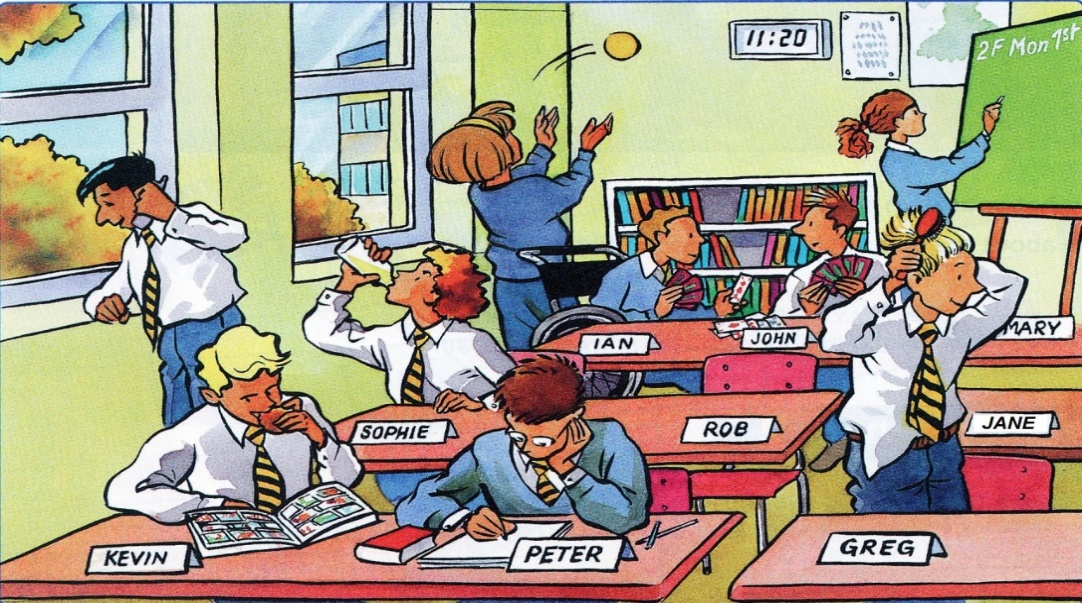 11:20
2F Mon 1st
IAN
JOHN
MARY
SOPHIE
ROB
JANE
KEVIN
PETER
GREG